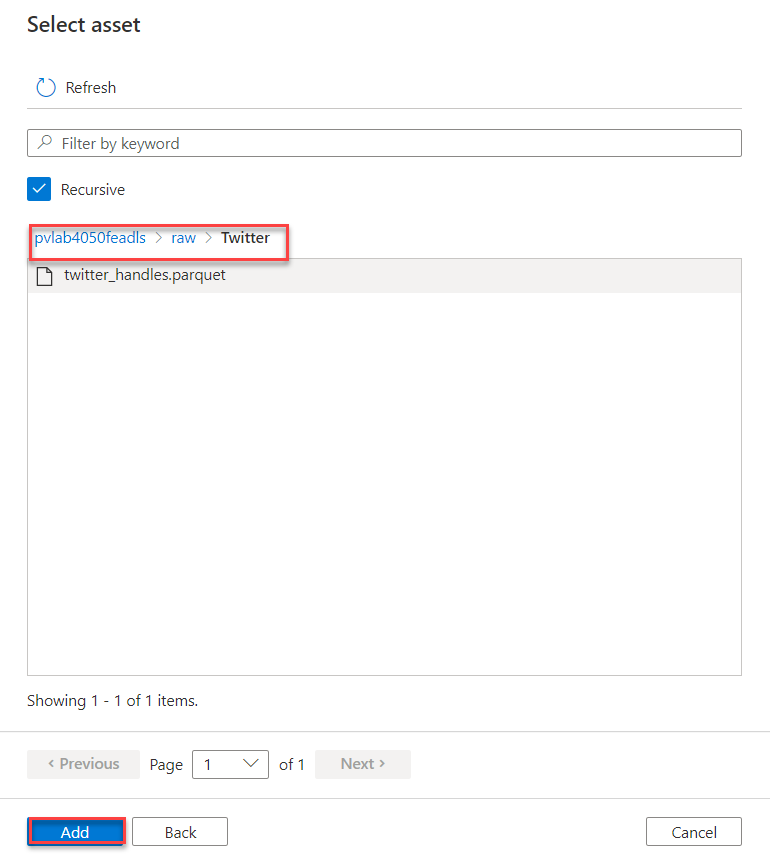 Select asset
Refresh
Filter by keyword
Recursive
pvlab4050feadls > raw > Twitter
twitter_handles.parquet
Showing 1 - 1 of 1 items.
< Previous Page 1 of 1 Next >
Add Back Cancel